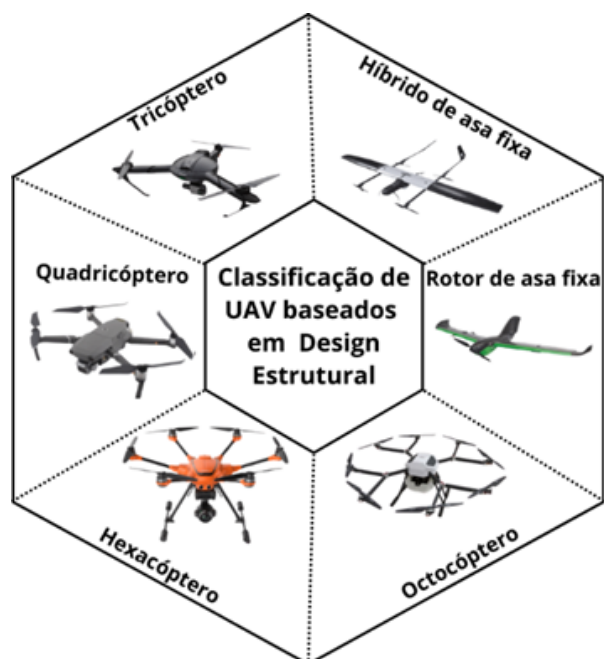 Tricóptero
Híbrido de asa fixa
Quadricóptero
Classificação de
UAV baseados
em Design
Estrutural
Rotor de asa fixa
Hexacóptero
Octocóptero